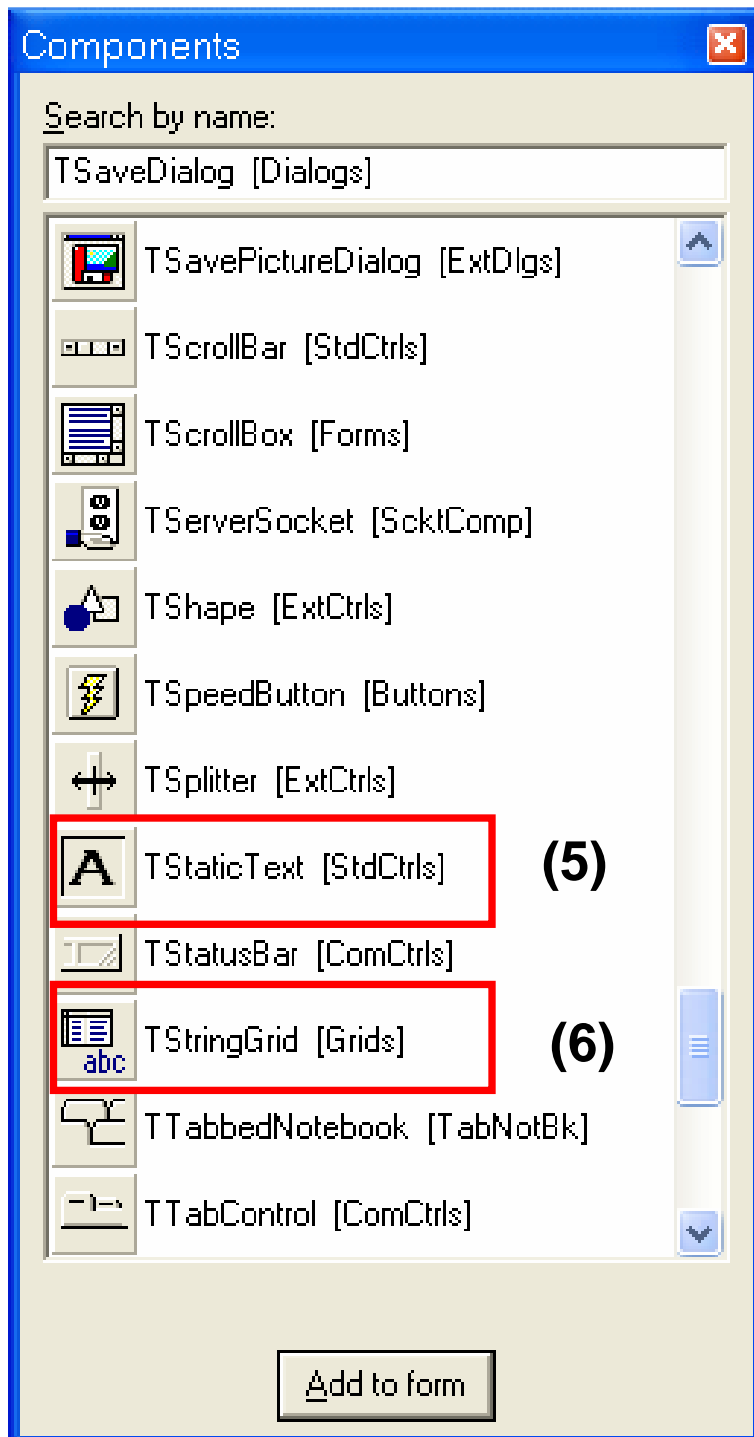 Components
Search by name:
TSaveDialog [Dialogs]
TSavePictureDialog [ExtDlgs]
TScrollBar [StdCtrls]
TScrollBox [Forms]
TServerSocket [ScktComp]
TShape [ExtCtrls]
TSpeedButton [Buttons]
TSplitter [ExtCtrls]
A TStaticText [StdCtrls] (5)
TStatusBar [ComCtrls]
abc TStringGrid [Grids] (6)
TTabbedNotebook [TabNotBk]
TTabControl [ComCtrls]
Add to form